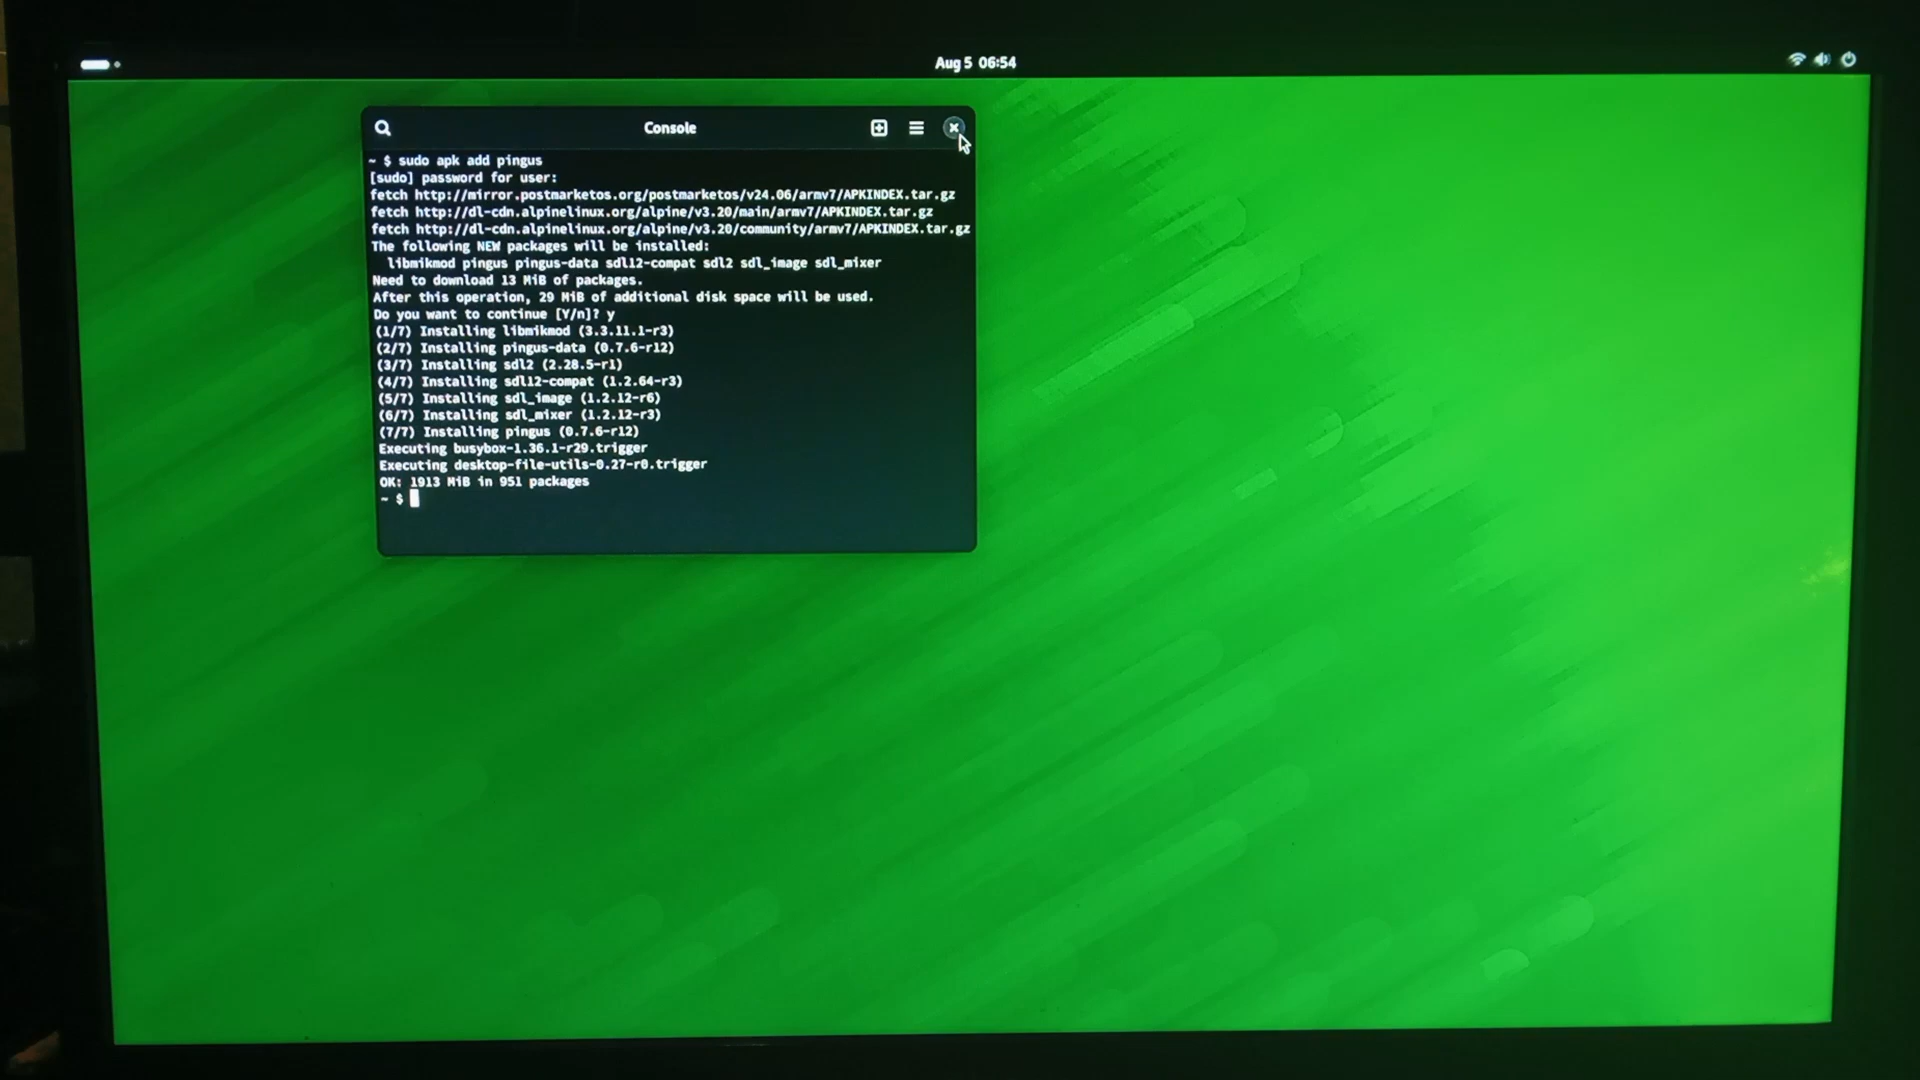 Aug 5 06:54
Console
~ $ sudo apk add pingus
[sudo] password for user:
fetch http://mirror.postmarketos.org/postmarketos/v24.06/armv7/APKINDEX.tar.gz
fetch http://dl-cdn.alpinelinux.org/alpine/v3.20/main/armv7/APKINDEX.tar.gz
fetch http://dl-cdn.alpinelinux.org/alpine/v3.20/community/armv7/APKINDEX.tar.gz
The following NEW packages will be installed:
  libmikmod pingus pingus-data sdl12-compat sdl2 sdl_image sdl_mixer
Need to download 13 MiB of packages.
After this operation, 29 MiB of additional disk space will be used.
Do you want to continue [Y/n]? y
(1/7) Installing libmikmod (3.3.11.1-r3)
(2/7) Installing pingus-data (0.7.6-r12)
(3/7) Installing sdl2 (2.28.5-r1)
(4/7) Installing sdl12-compat (1.2.64-r3)
(5/7) Installing sdl_image (1.2.12-r6)
(6/7) Installing sdl_mixer (1.2.12-r3)
(7/7) Installing pingus (0.7.6-r12)
Executing busybox-1.36.1-r29.trigger
Executing desktop-file-utils-0.27-r0.trigger
OK: 1913 MiB in 951 packages
~ $